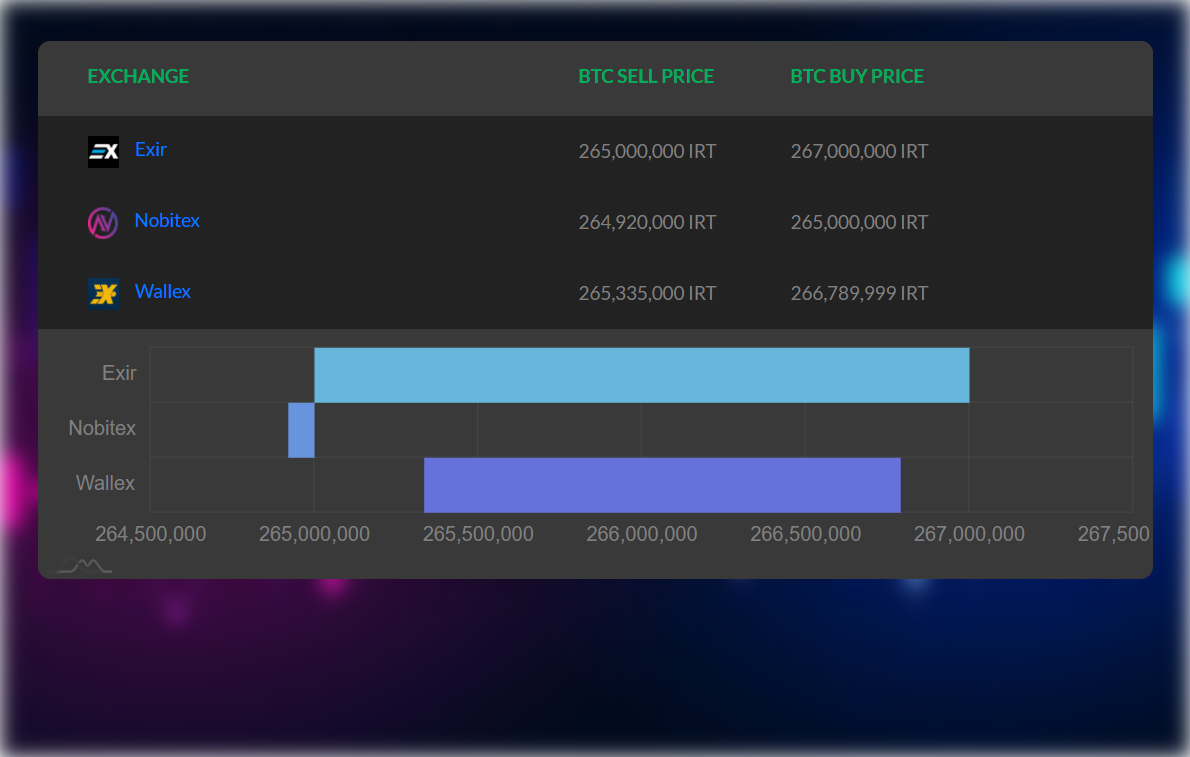 EXCHANGE BTC SELL PRICE BTC BUY PRICE
Exir 265,000,000 IRT 267,000,000 IRT
Nobitex 264,920,000 IRT 265,000,000 IRT
Wallex 265,335,000 IRT 266,789,999 IRT
Exir
Nobitex
Wallex
264,500,000 265,000,000 265,500,000 266,000,000 266,500,000 267,000,000 267,500